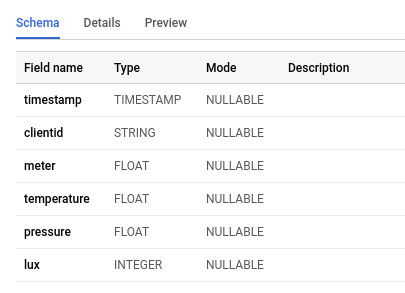 Schema Details Preview
Field name Type Mode Description
timestamp TIMESTAMP NULLABLE
clientid STRING NULLABLE
meter FLOAT NULLABLE
temperature FLOAT NULLABLE
pressure FLOAT NULLABLE
lux INTEGER NULLABLE